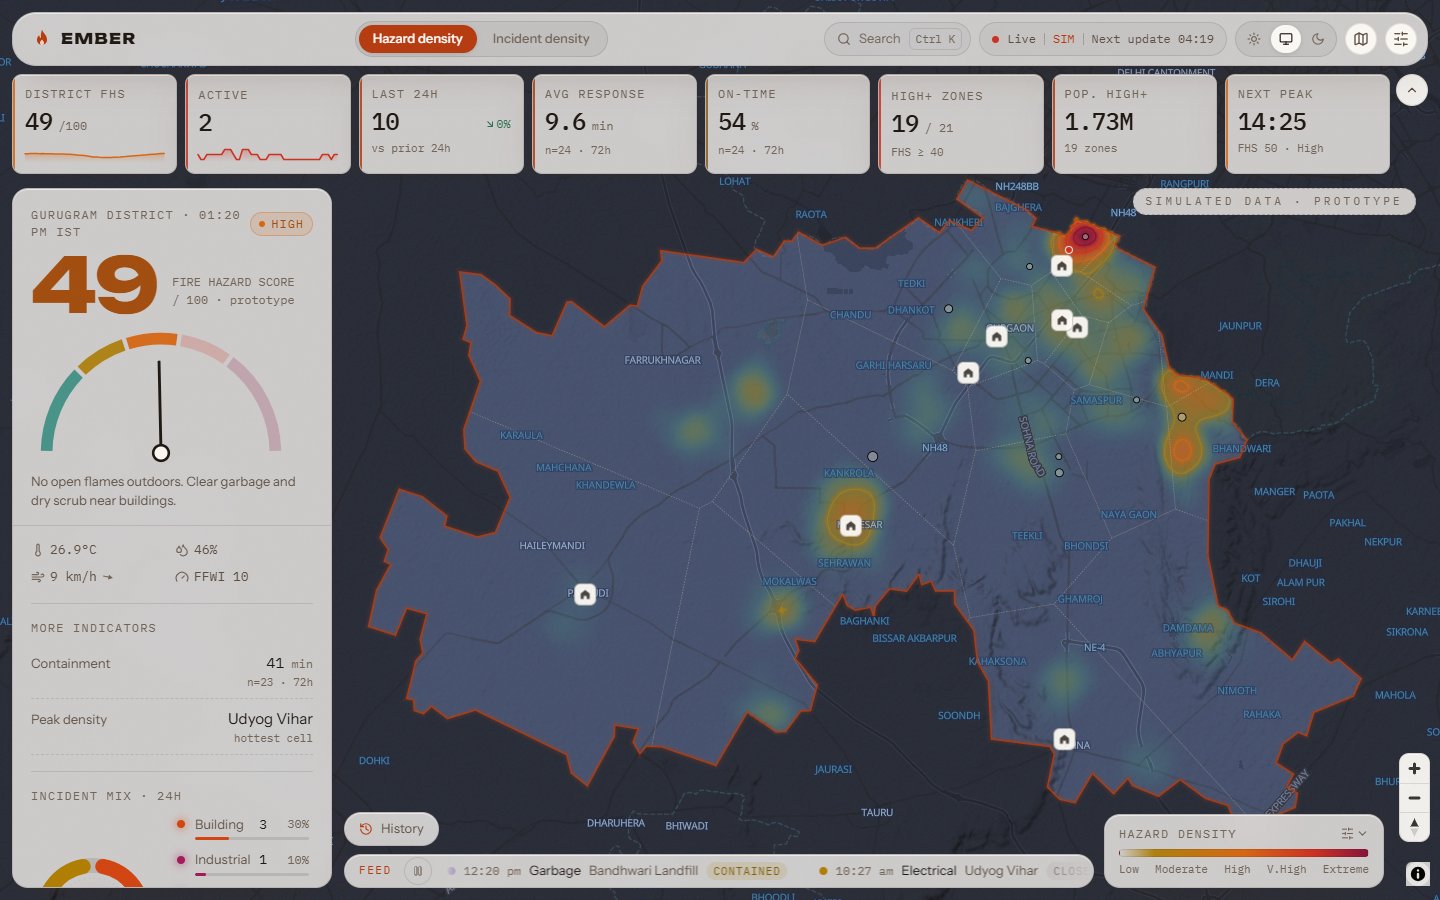 EMBER
Hazard density
Incident density
Search
Ctrl K
Live | SIM | Next update 04:19
DISTRICT FHS
49 /100
ACTIVE
2
LAST 24H
10
↘0%
vs prior 24h
AVG RESPONSE
9.6 min
n=24 · 72h
ON-TIME
54 %
n=24 · 72h
HIGH+ ZONES
19 / 21
FHS ≥ 40
POP. HIGH+
1.73M
19 zones
NEXT PEAK
14:25
FHS 50 · High
DELHI CANTONMENT
SIMULATED DATA · PROTOTYPE
GURUGRAM DISTRICT · 01:20
PM IST
HIGH
49
FIRE HAZARD SCORE
/ 100 · prototype
No open flames outdoors. Clear garbage and
dry scrub near buildings.
26.9°C
46%
9 km/h →
FFWI 10
MORE INDICATORS
Containment
41 min
n=23 · 72h
Peak density
Udyog Vihar
hottest cell
INCIDENT MIX · 24H
Building 3 30%
Industrial 1 10%
LOHAT
RANGPURI
NH248BB
BAJGHERA
NH48
RAOTA
NANKHERI
TEDKI
DHANKOT
CHANDU
JAUNPUR
FARRUKHNAGAR
GARHI HARSARU
MANDI
DERA
SAMASPUR
KARAULA
SOHNA ROAD
NH48
BHANDWARI
MAHCHANA
KANKROLA
KHANDEWLA
MANGER
PAOTA
NAYA GAON
PAKHAL
TEEKLI
BHONDSI
NEKPUR
HAILEYMANDI
SEHRAWAN
DHAUJI
MOKALWAS
KOT
ALAM PUR
GHAMROJ
SIROHI
BAGHANKI
DAMDAMA
SIKRONA
BISSAR AKBARPUR
NE-4
ABHYAPUR
KAHAKSONA
NIMOTH
MAHOLA
SOONDH
RAHAKA
DOHKI
JAURASI
TAURU
DHARUHERA
BHIWADI
EXPRESSWAY
History
FEED
12:20 pm Garbage Bandhwari Landfill CONTAINED
10:27 am Electrical Udyog Vihar
HAZARD DENSITY
Low Moderate High V.High Extreme